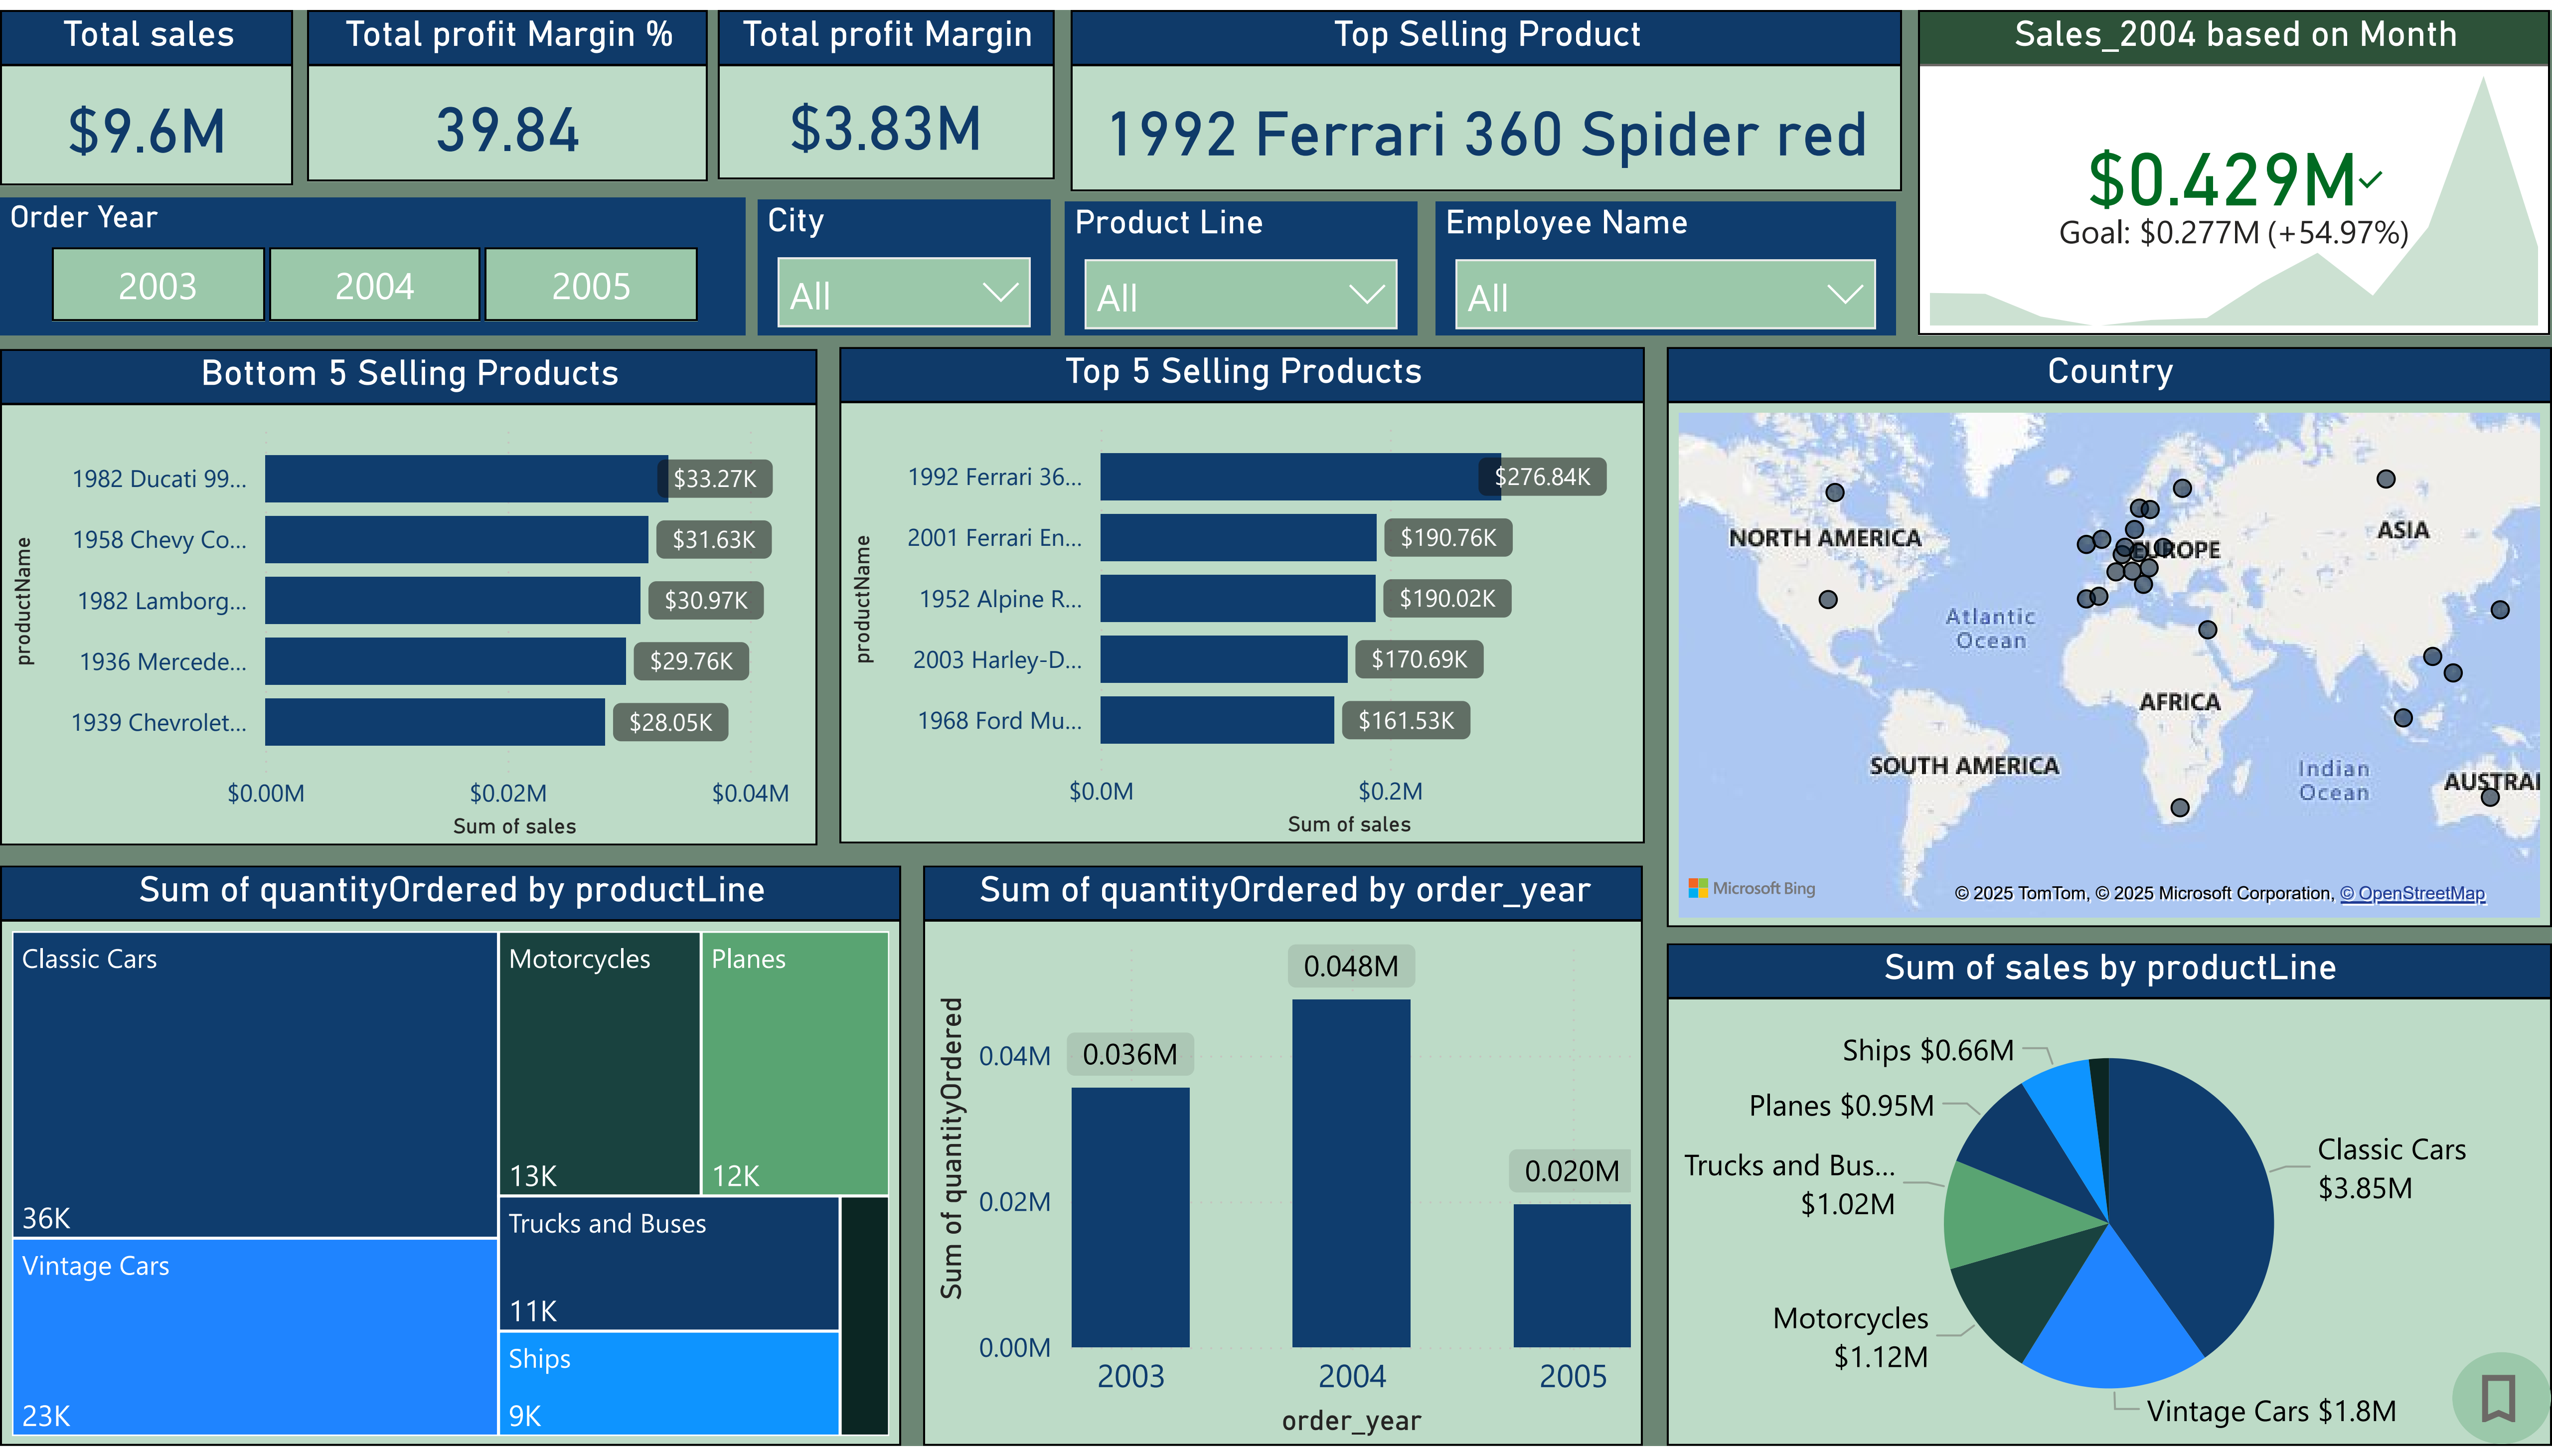 Total sales
$9.6M
Total profit Margin %
39.84
Total profit Margin
$3.83M
Top Selling Product
1992 Ferrari 360 Spider red
Sales_2004 based on Month
$0.429M
Goal: $0.277M (+54.97%)
Order Year
2003
2004
2005
City
All
Product Line
All
Employee Name
All
Bottom 5 Selling Products
productName
1982 Ducati 99...
$33.27K
1958 Chevy Co...
$31.63K
1982 Lamborg...
$30.97K
1936 Mercede...
$29.76K
1939 Chevrolet...
$28.05K
$0.00M
$0.02M
$0.04M
Sum of sales
Top 5 Selling Products
productName
1992 Ferrari 36...
$276.84K
2001 Ferrari En...
$190.76K
1952 Alpine R...
$190.02K
2003 Harley-D...
$170.69K
1968 Ford Mu...
$161.53K
$0.0M
$0.2M
Sum of sales
Country
NORTH AMERICA
EUROPE
ASIA
Atlantic
Ocean
AFRICA
SOUTH AMERICA
Indian
Ocean
AUSTRAI
Microsoft Bing
© 2025 TomTom, © 2025 Microsoft Corporation, © OpenStreetMap
Sum of quantityOrdered by productLine
Classic Cars
36K
Vintage Cars
23K
Motorcycles
13K
Planes
12K
Trucks and Buses
11K
Ships
9K
Sum of quantityOrdered by order_year
Sum of quantityOrdered
0.04M
0.02M
0.00M
0.036M
0.048M
0.020M
2003
2004
2005
order_year
Sum of sales by productLine
Ships $0.66M
Planes $0.95M
Trucks and Bus...
$1.02M
Motorcycles
$1.12M
Classic Cars
$3.85M
Vintage Cars $1.8M